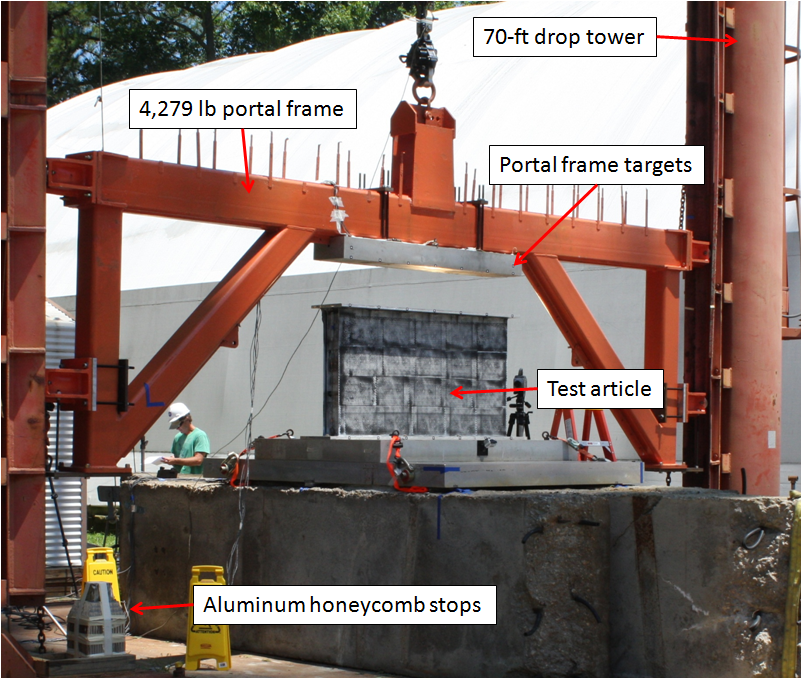 70-ft drop tower
4,279 lb portal frame
Portal frame targets
Test article
Aluminum honeycomb stops
CAUTION